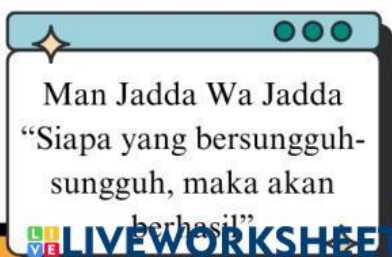 Man Jadda Wa Jadda
“Siapa yang bersungguh-
sungguh, maka akan
berhasil”
LIVEWORKSHEET